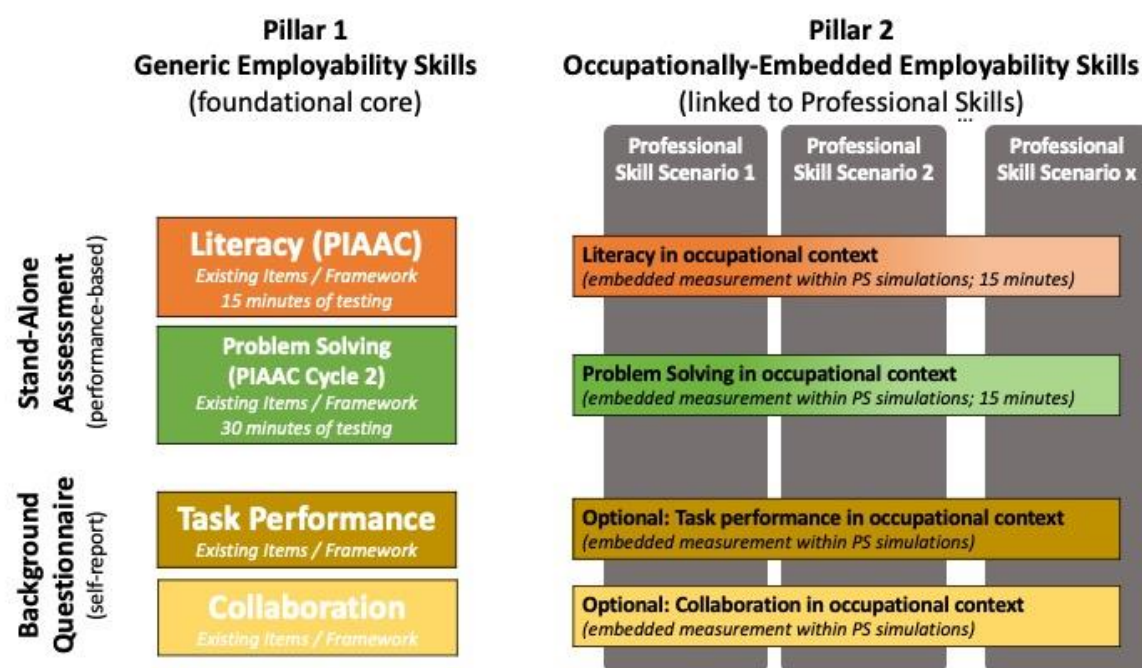 Pillar 1
Generic Employability Skills
(foundational core)
Pillar 2
Occupationally-Embedded Employability Skills
(linked to Professional Skills)
...
Professional
Skill Scenario 1
Professional
Skill Scenario 2
Professional
Skill Scenario x
Stand-Alone
Asssessment
(performance-based)
Literacy (PIAAC)
Existing Items / Framework
15 minutes of testing
Literacy in occupational context
(embedded measurement within PS simulations; 15 minutes)
Problem Solving
(PIAAC Cycle 2)
Existing Items / Framework
30 minutes of testing
Problem Solving in occupational context
(embedded measurement within PS simulations; 15 minutes)
Background
Questionnaire
(self-report)
Task Performance
Existing Items / Framework
Optional: Task performance in occupational context
(embedded measurement within PS simulations)
Collaboration
Existing Items / Framework
Optional: Collaboration in occupational context
(embedded measurement within PS simulations)